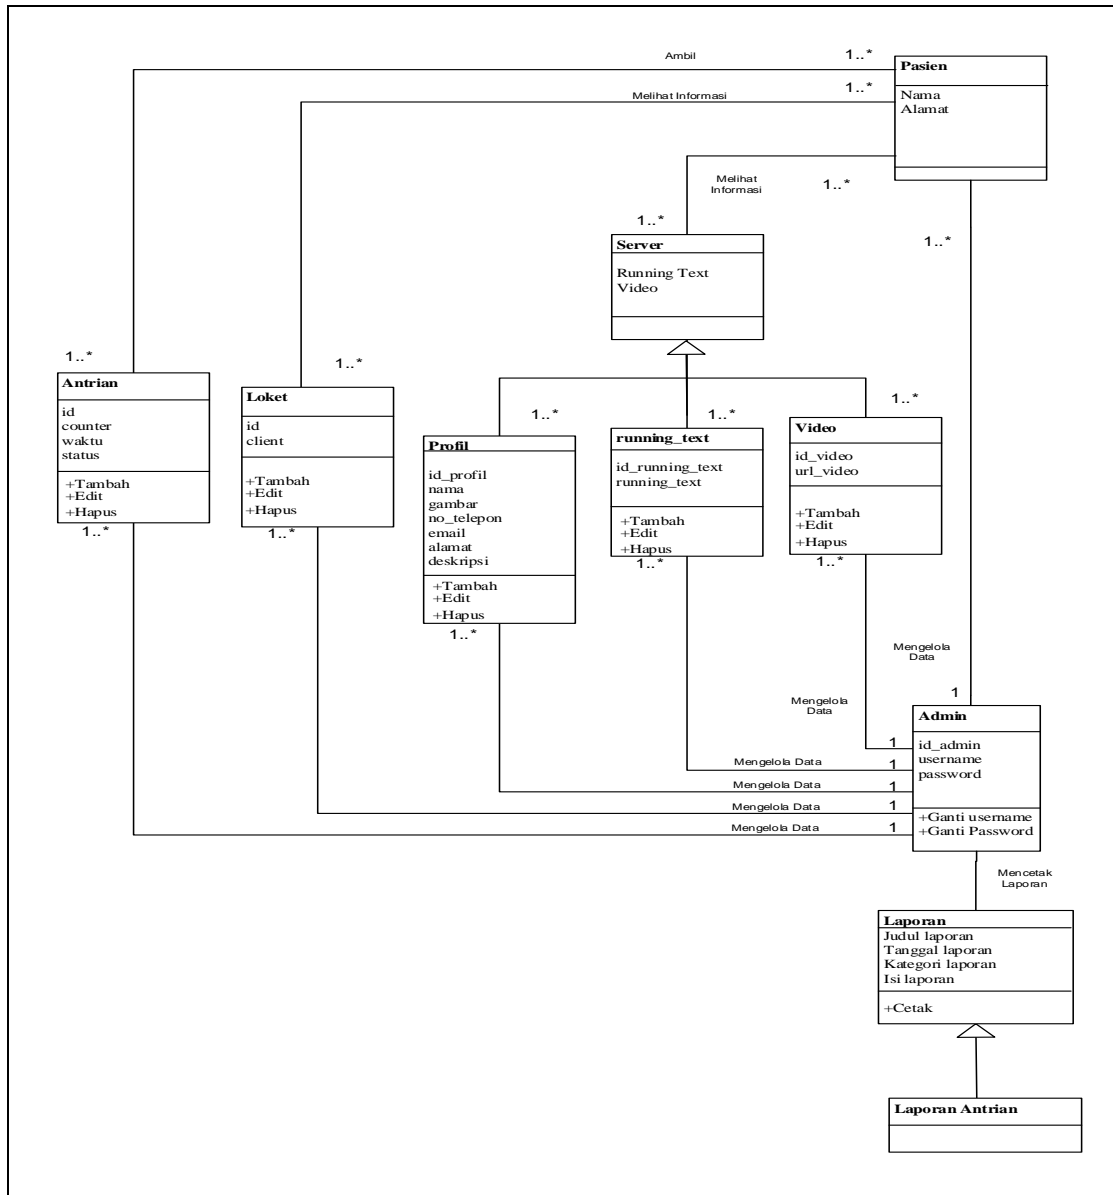 Ambil
1..*
Pasien
Nama
Alamat
Melihat Informasi
1..*
Melihat
Informasi
1..*
1..*
1..*
Server
Running Text
Video
1..*
Antrian
id
counter
waktu
status
+Tambah
+Edit
+Hapus
1..*
1..*
Loket
id
client
+Tambah
+Edit
+Hapus
1..*
1..*
Profil
id_profil
nama
gambar
no_telepon
email
alamat
deskripsi
+Tambah
+Edit
+Hapus
1..*
1..*
running_text
id_running_text
running_text
+Tambah
+Edit
+Hapus
1..*
1..*
Video
id_video
url_video
+Tambah
+Edit
+Hapus
1..*
Mengelola
Data
1
Mengelola
Data
1
Mengelola Data
1
Mengelola Data
1
Mengelola Data
1
Mengelola Data
1
Admin
id_admin
username
password
+Ganti username
+Ganti Password
Mencetak
Laporan
Laporan
Judul laporan
Tanggal laporan
Kategori laporan
Isi laporan
+Cetak
Laporan Antrian